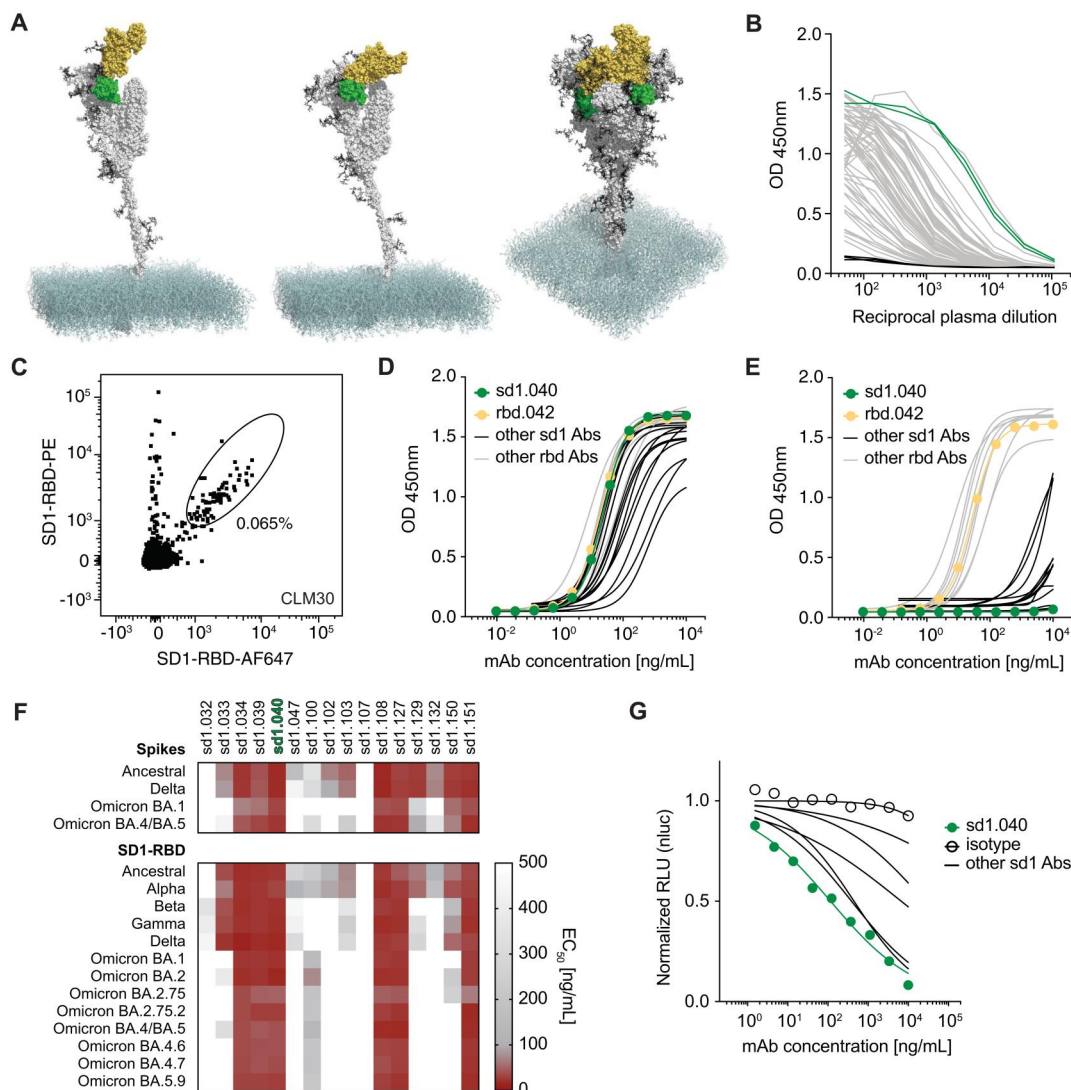 A
B
OD 450nm
2.0
1.5
1.0
0.5
0
10² 10³ 10⁴ 10⁵
Reciprocal plasma dilution
C
SD1-RBD-PE
10⁵
10⁴
10³
0
-10³
0.065%
CLM30
-10³ 0 10³ 10⁴ 10⁵
SD1-RBD-AF647
D
OD 450nm
2.0
1.5
1.0
0.5
0.0
sd1.040
rbd.042
other sd1 Abs
other rbd Abs
10⁻² 10⁰ 10² 10⁴
mAb concentration [ng/mL]
E
OD 450nm
2.0
1.5
1.0
0.5
0.0
sd1.040
rbd.042
other sd1 Abs
other rbd Abs
10⁻² 10⁰ 10² 10⁴
mAb concentration [ng/mL]
F
sd1.032
sd1.033
sd1.034
sd1.039
sd1.040
sd1.047
sd1.100
sd1.102
sd1.103
sd1.107
sd1.108
sd1.127
sd1.129
sd1.132
sd1.150
sd1.151
Spikes
Ancestral
Delta
Omicron BA.1
Omicron BA.4/BA.5
SD1-RBD
Ancestral
Alpha
Beta
Gamma
Delta
Omicron BA.1
Omicron BA.2
Omicron BA.2.75
Omicron BA.2.75.2
Omicron BA.4/BA.5
Omicron BA.4.6
Omicron BA.4.7
Omicron BA.5.9
500
400
300
200
100
0
EC₅₀ [ng/mL]
G
Normalized RLU (nluc)
1.0
0.5
0.0
sd1.040
isotype
other sd1 Abs
10⁰ 10¹ 10² 10³ 10⁴ 10⁵
mAb concentration [ng/mL]